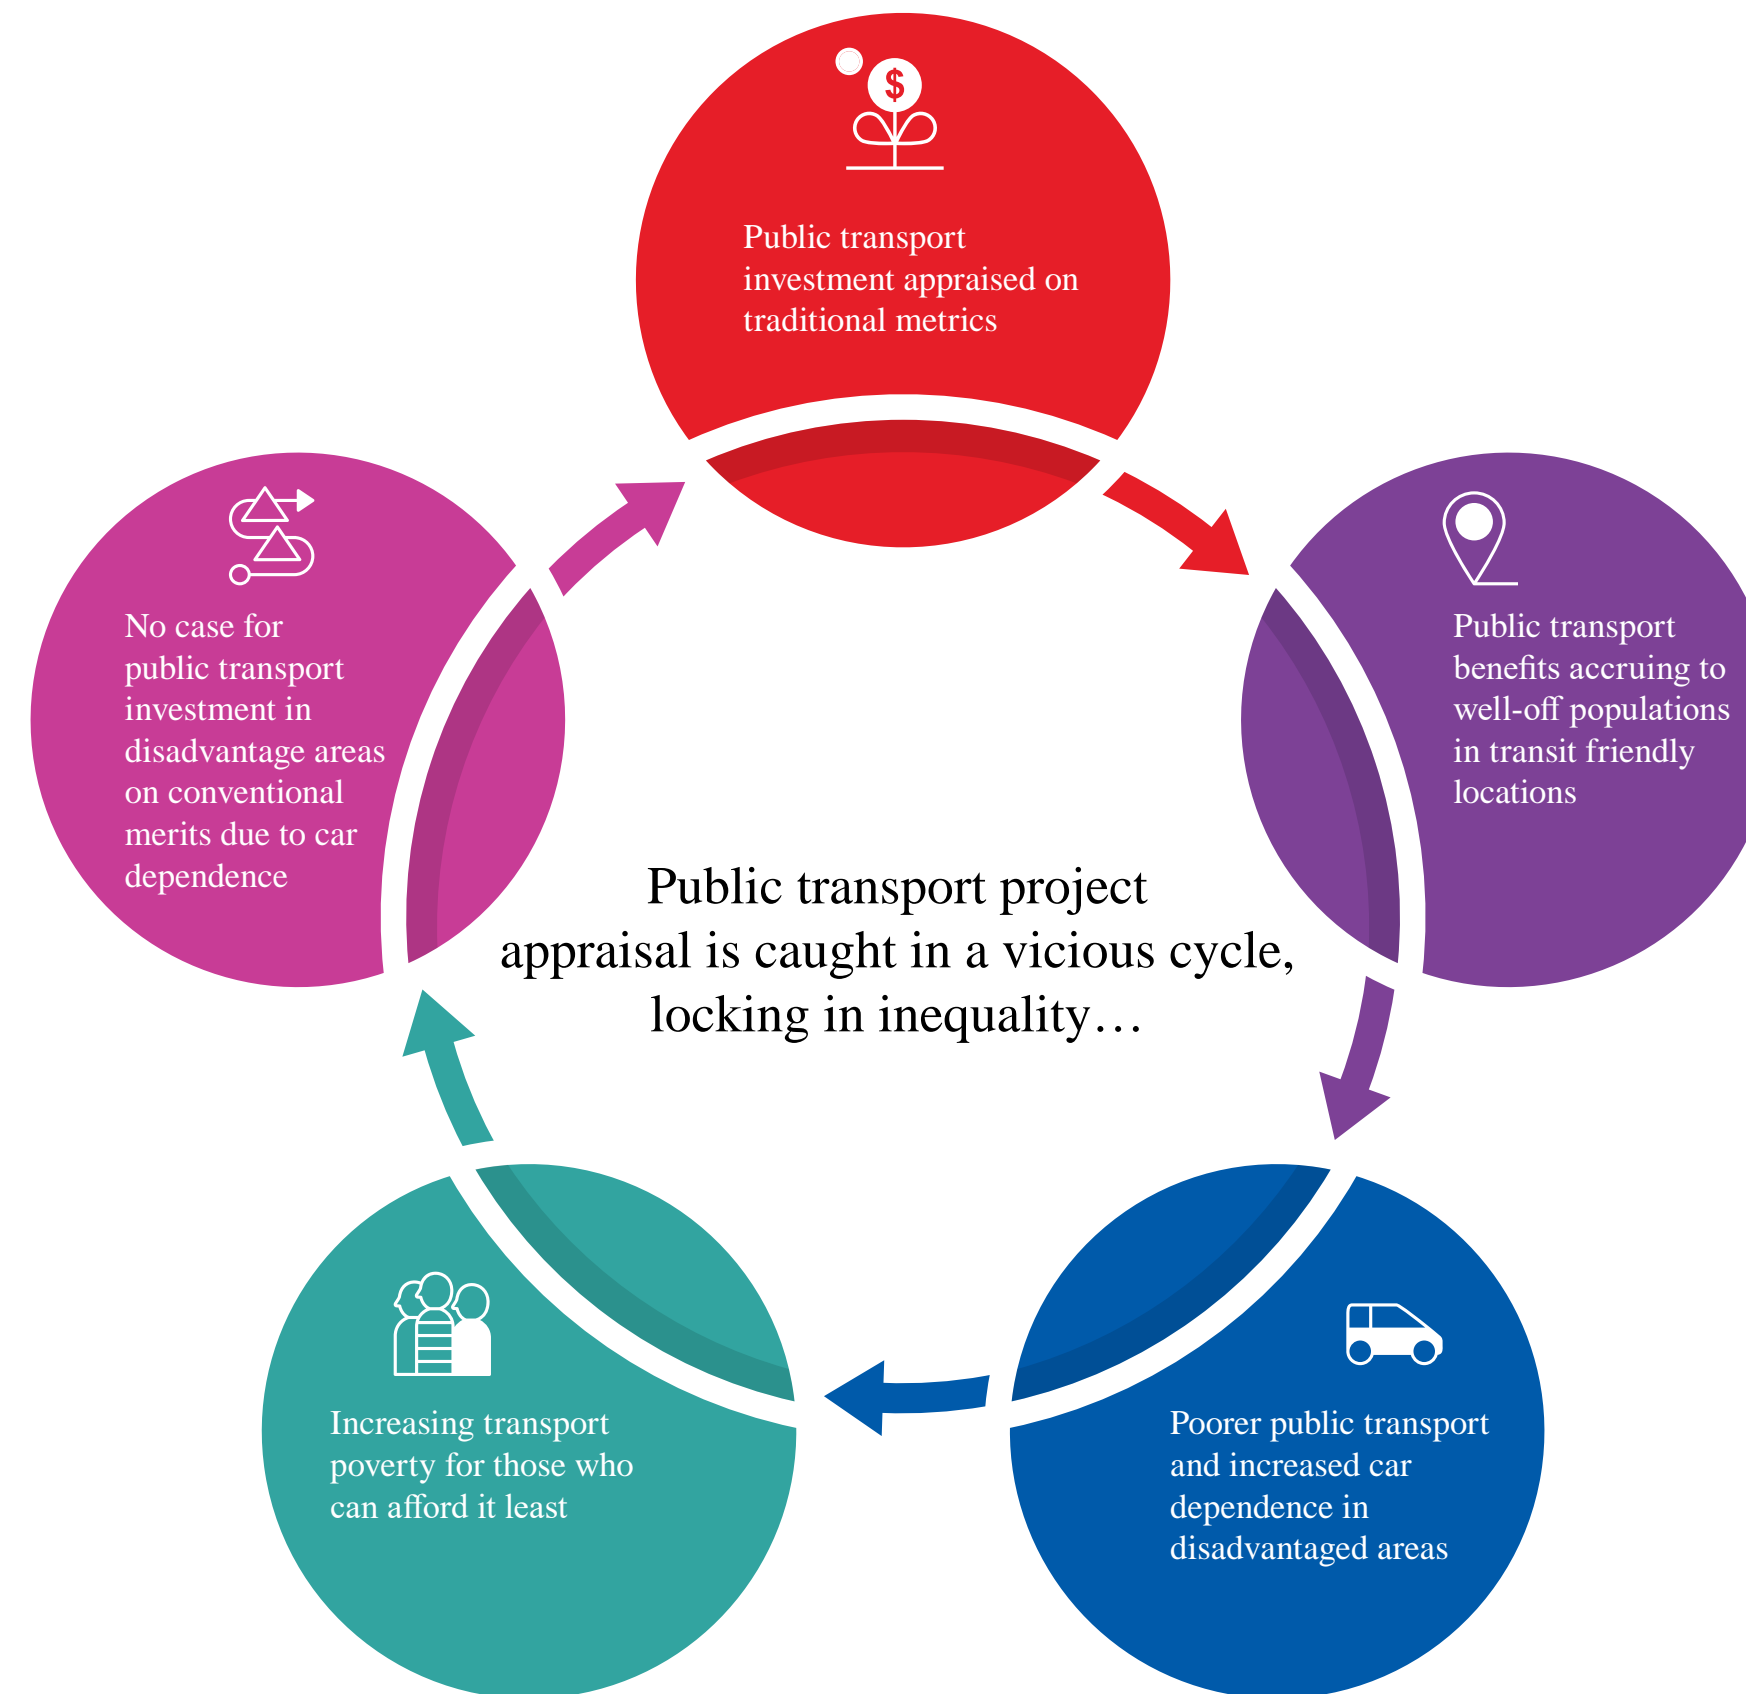 $
Public transport
investment appraised on
traditional metrics
Public transport
benefits accruing to
well-off populations
in transit friendly
locations
Poorer public transport
and increased car
dependence in
disadvantaged areas
Increasing transport
poverty for those who
can afford it least
No case for
public transport
investment in
disadvantage areas
on conventional
merits due to car
dependence
Public transport project
appraisal is caught in a vicious cycle,
locking in inequality…